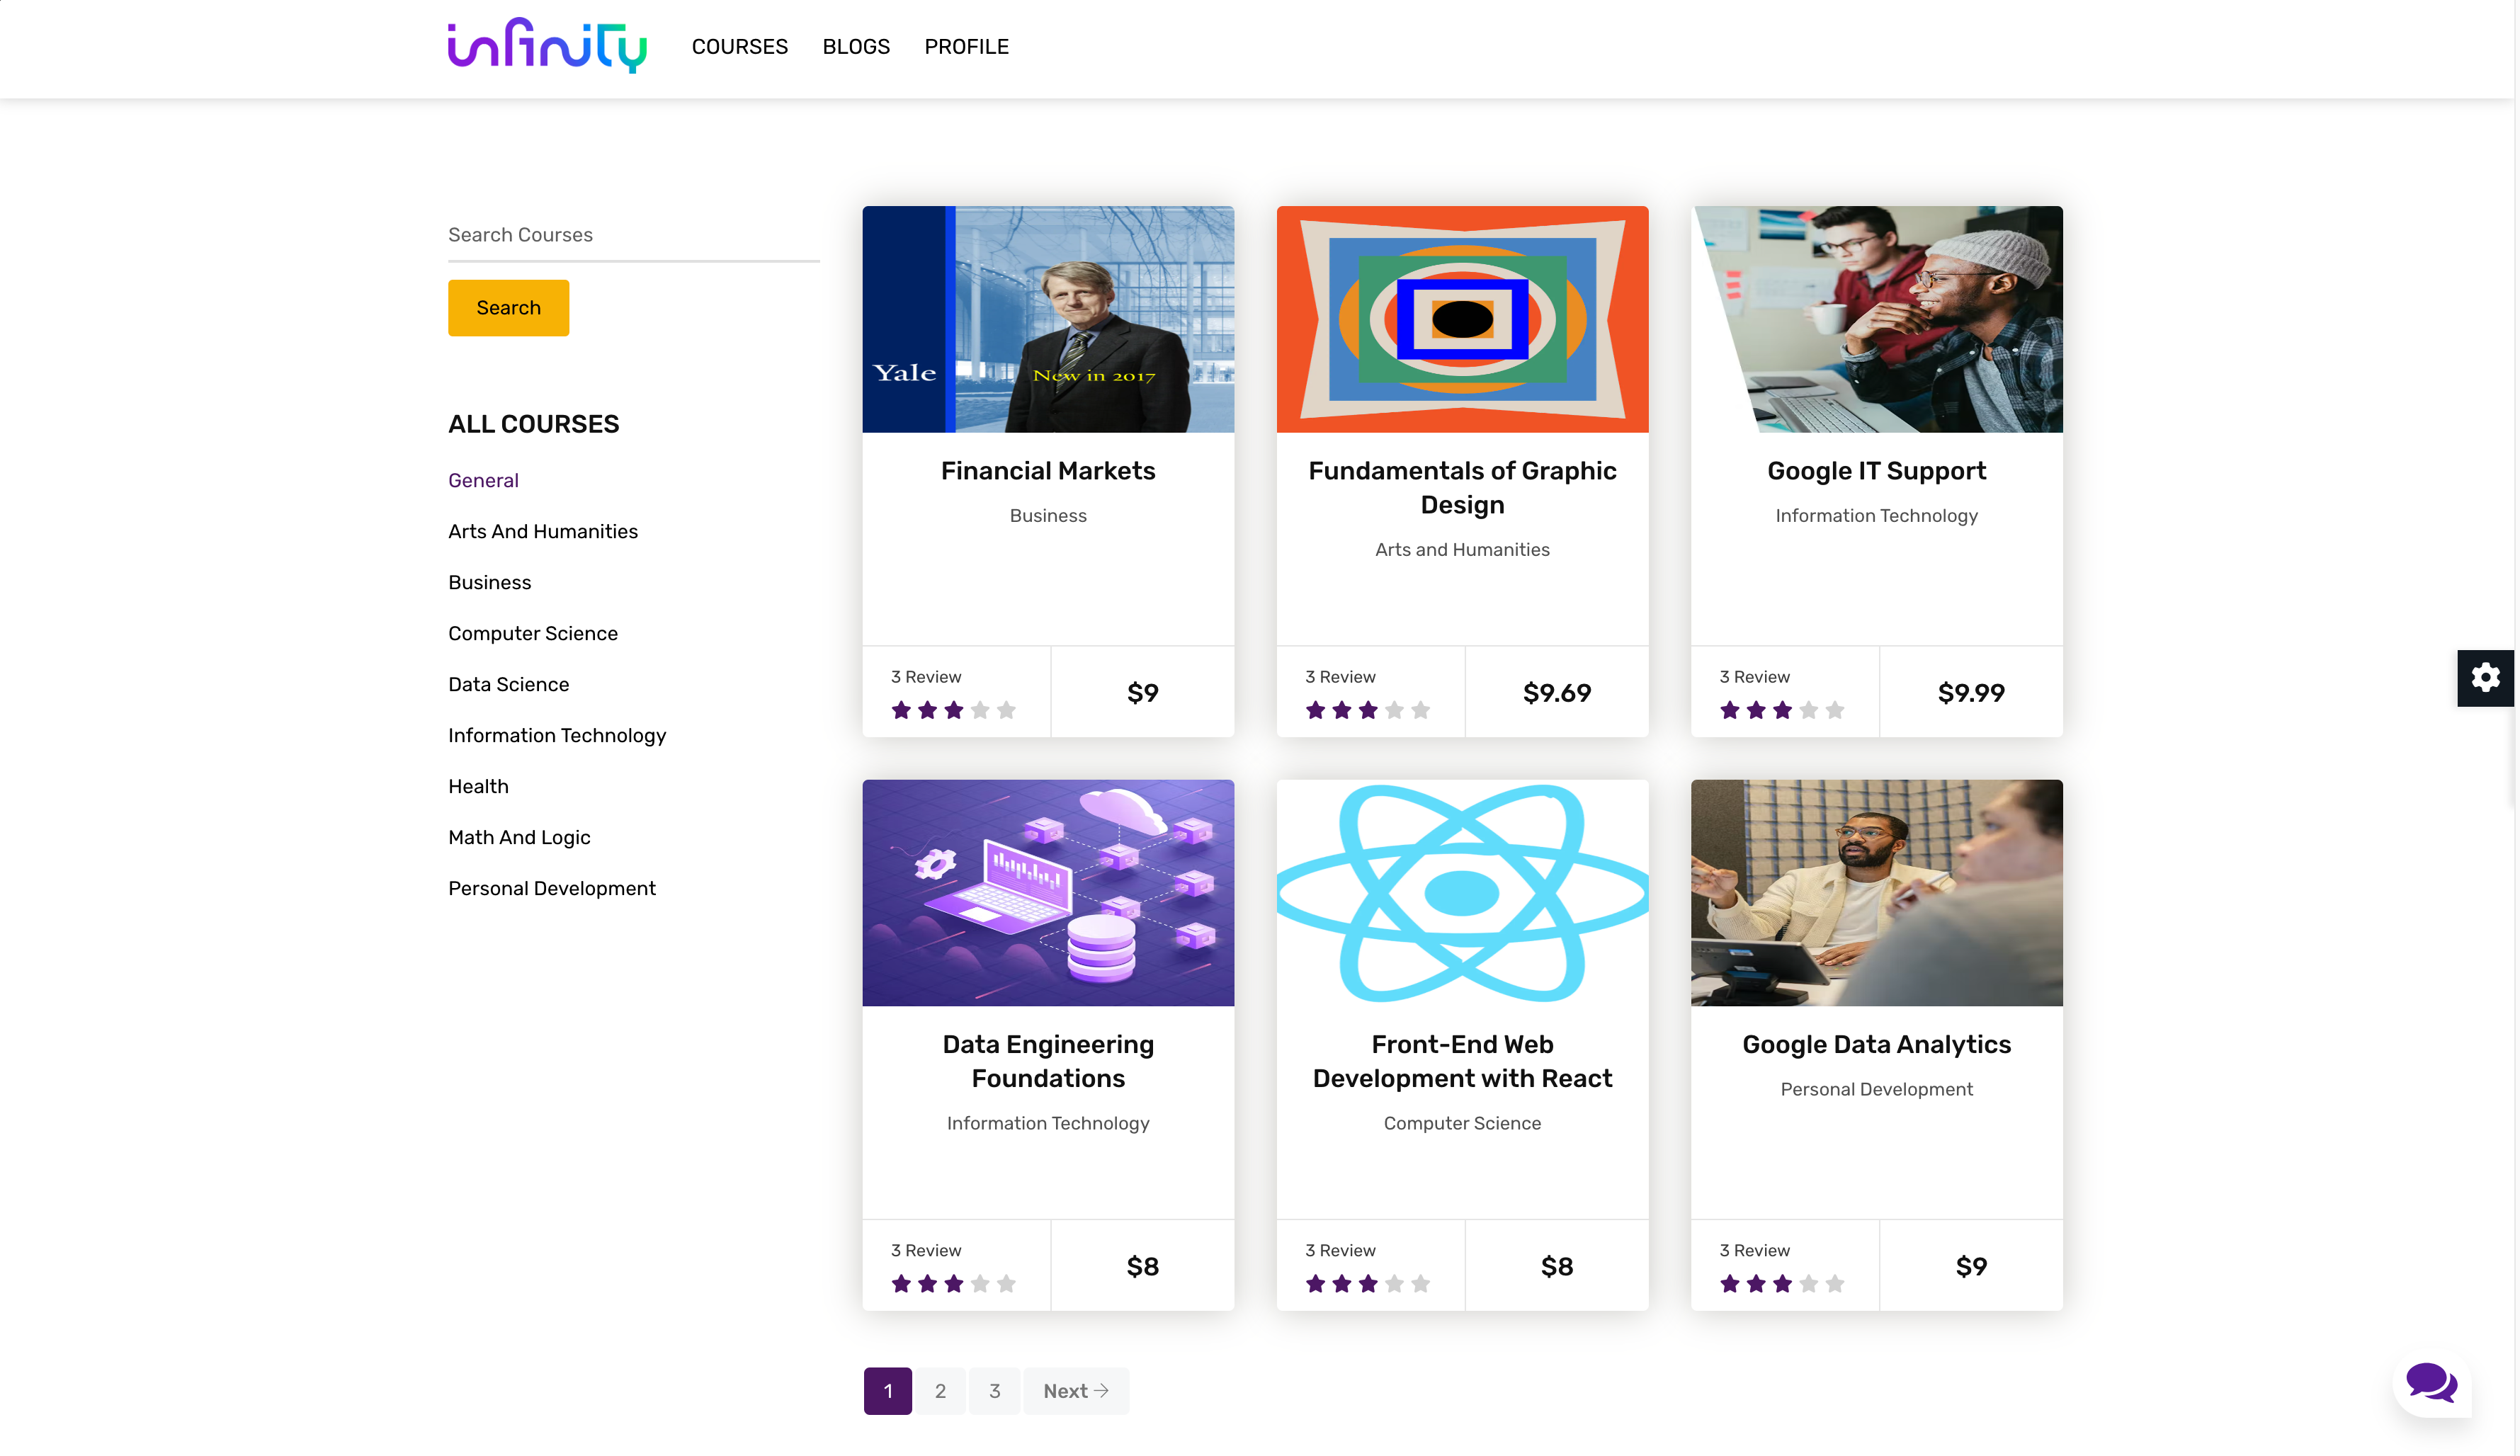 infinity
COURSES BLOGS PROFILE
Search Courses
Search
ALL COURSES
General
Arts And Humanities
Business
Computer Science
Data Science
Information Technology
Health
Math And Logic
Personal Development
Yale
New in 2017
Financial Markets
Business
3 Review
$9
Fundamentals of Graphic
Design
Arts and Humanities
3 Review
$9.69
Google IT Support
Information Technology
3 Review
$9.99
Data Engineering
Foundations
Information Technology
3 Review
$8
Front-End Web
Development with React
Computer Science
3 Review
$8
Google Data Analytics
Personal Development
3 Review
$9
1 2 3 Next →